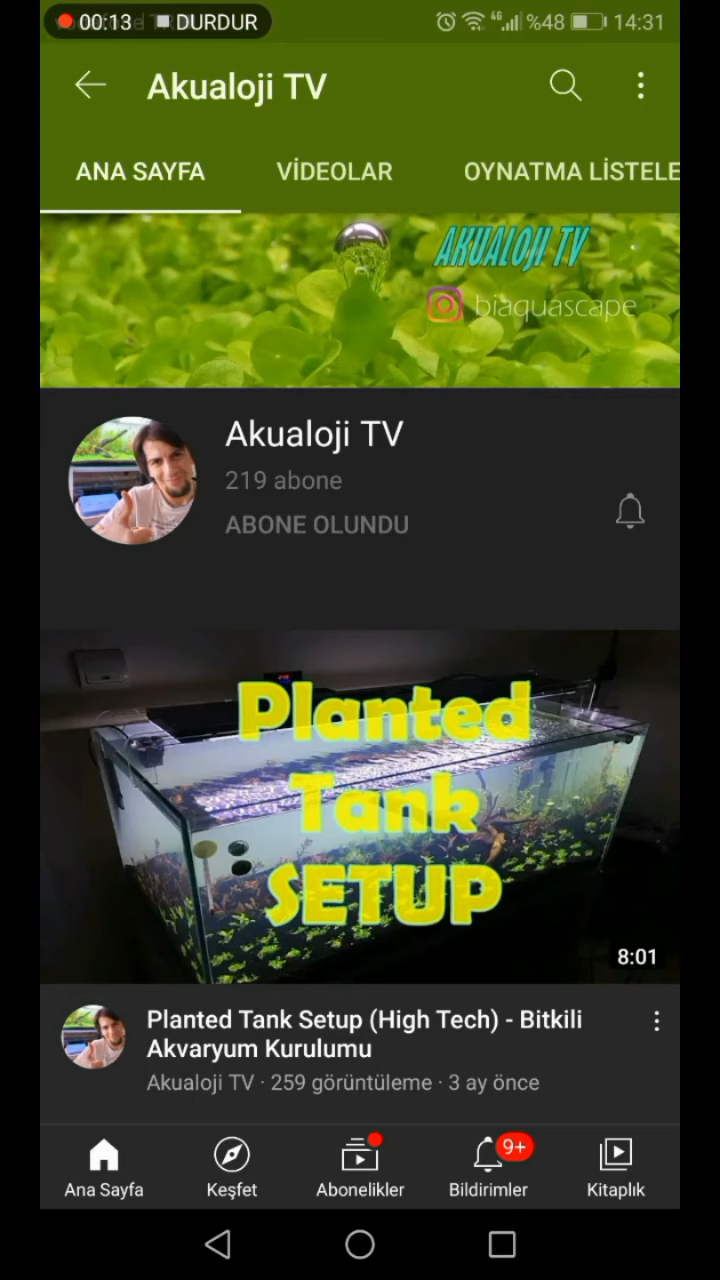 00:13 DURDUR
4G %48 14:31
Akualoji TV
ANA SAYFA VİDEOLAR OYNATMA LİSTELE
AKUALOJI TV
biaquascape
Akualoji TV
219 abone
ABONE OLUNDU
Planted
Tank
SETUP
8:01
Planted Tank Setup (High Tech) - Bitkili
Akvaryum Kurulumu
Akualoji TV · 259 görüntüleme · 3 ay önce
9+
Ana Sayfa Keşfet Abonelikler Bildirimler Kitaplık